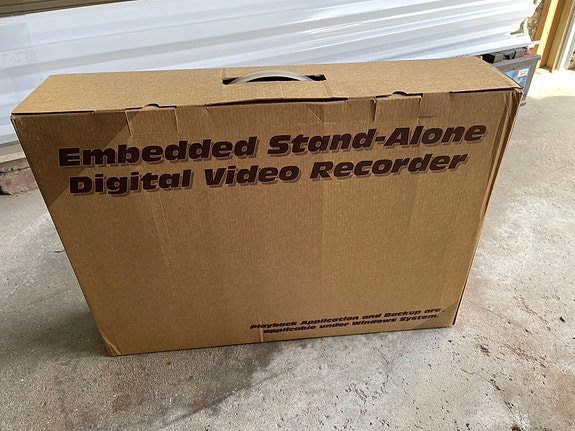 Embedded Stand-Alone
Digital Video Recorder
Playback Application and Backup are
applicable under Windows System.